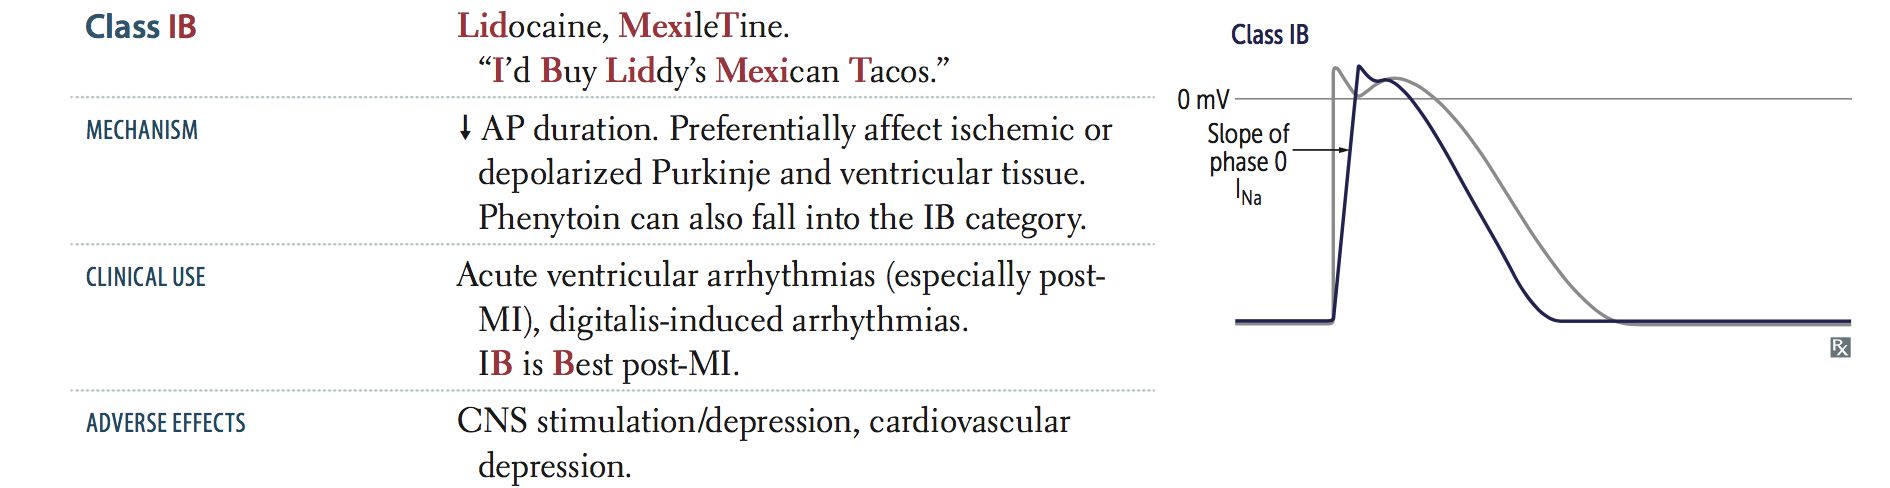 Class IB
Lidocaine, MexileTine.
“I’d Buy Liddy’s Mexican Tacos.”
MECHANISM
↓ AP duration. Preferentially affect ischemic or
depolarized Purkinje and ventricular tissue.
Phenytoin can also fall into the IB category.
CLINICAL USE
Acute ventricular arrhythmias (especially post-
MI), digitalis-induced arrhythmias.
IB is Best post-MI.
ADVERSE EFFECTS
CNS stimulation/depression, cardiovascular
depression.
Class IB
0 mV
Slope of
phase 0
INa
Rx